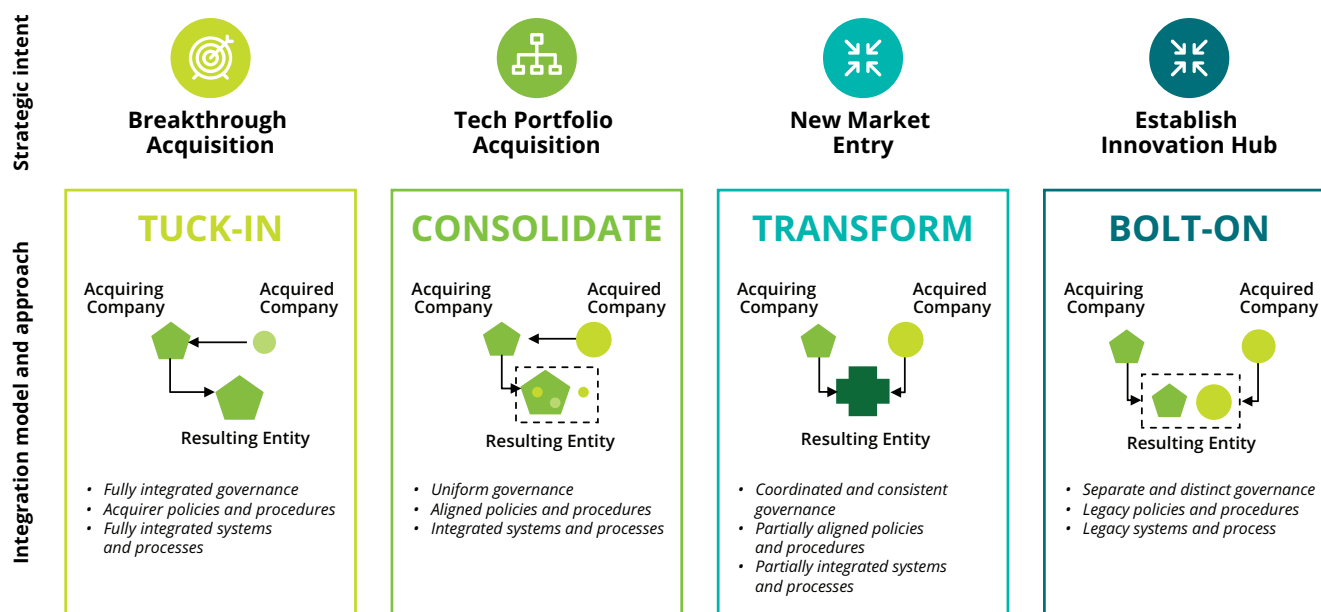 Strategic intent
Breakthrough
Acquisition
Tech Portfolio
Acquisition
New Market
Entry
Establish
Innovation Hub
Integration model and approach
TUCK-IN
Acquiring
Company
Acquired
Company
Resulting Entity
• Fully integrated governance
• Acquirer policies and procedures
• Fully integrated systems
and processes
CONSOLIDATE
Acquiring
Company
Acquired
Company
Resulting Entity
• Uniform governance
• Aligned policies and procedures
• Integrated systems and processes
TRANSFORM
Acquiring
Company
Acquired
Company
Resulting Entity
• Coordinated and consistent
governance
• Partially aligned policies
and procedures
• Partially integrated systems
and processes
BOLT-ON
Acquiring
Company
Acquired
Company
Resulting Entity
• Separate and distinct governance
• Legacy policies and procedures
• Legacy systems and process